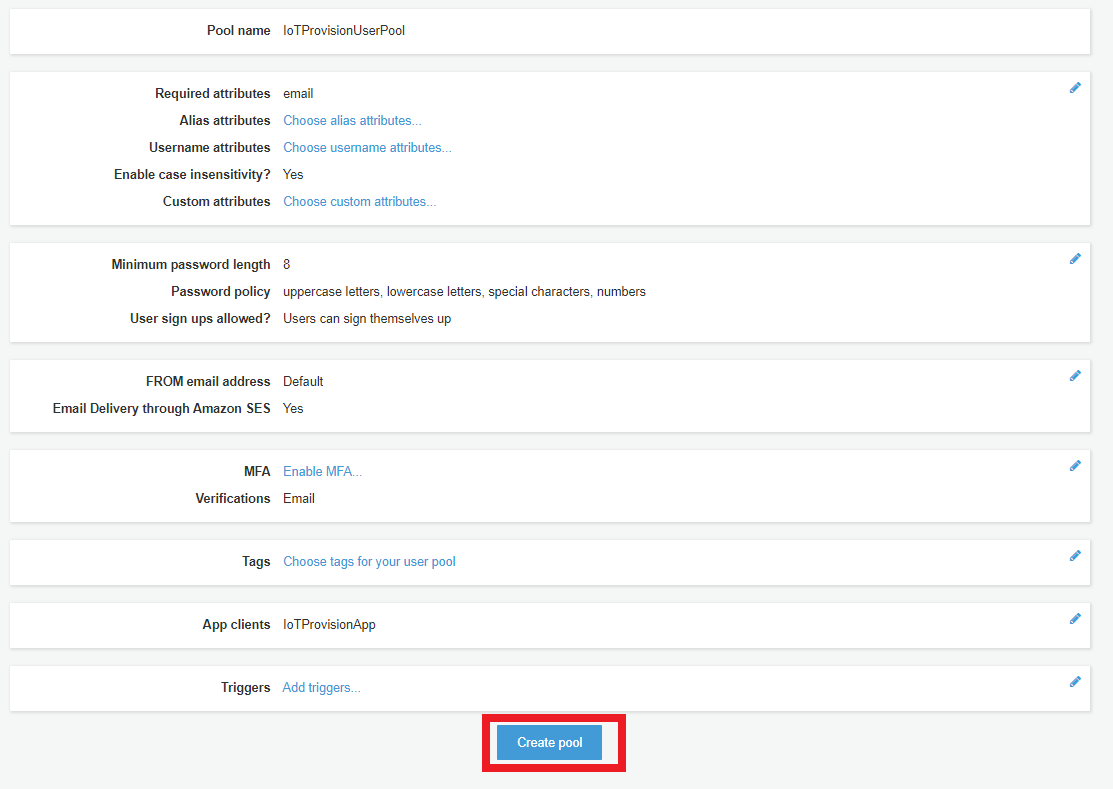 Pool name IoTProvisionUserPool
Required attributes email
Alias attributes Choose alias attributes...
Username attributes Choose username attributes...
Enable case insensitivity? Yes
Custom attributes Choose custom attributes...
Minimum password length 8
Password policy uppercase letters, lowercase letters, special characters, numbers
User sign ups allowed? Users can sign themselves up
FROM email address Default
Email Delivery through Amazon SES Yes
MFA Enable MFA...
Verifications Email
Tags Choose tags for your user pool
App clients IoTProvisionApp
Triggers Add triggers...
Create pool